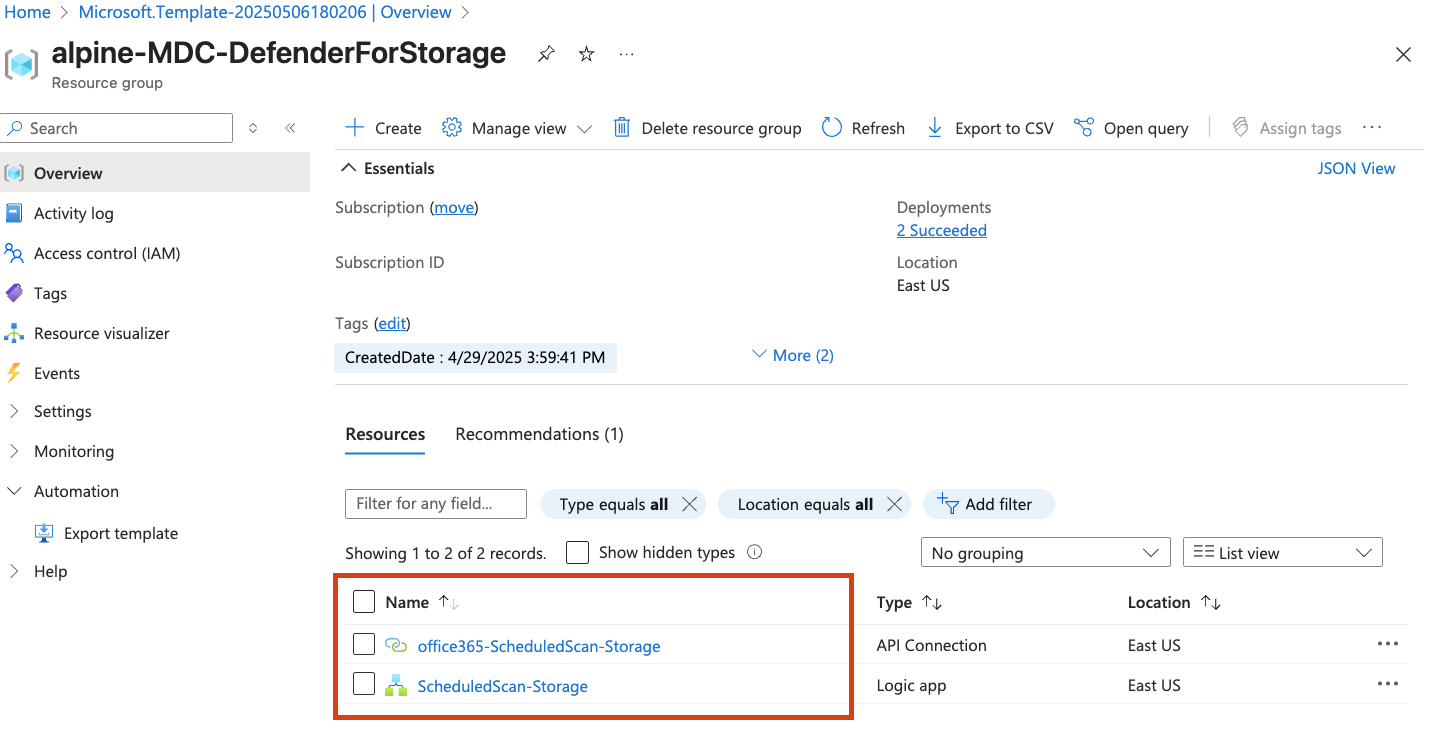 Home > Microsoft.Template-20250506180206 | Overview >
alpine-MDC-DefenderForStorage
Resource group
Search
Create Manage view Delete resource group Refresh Export to CSV Open query Assign tags
Overview
Activity log
Access control (IAM)
Tags
Resource visualizer
Events
Settings
Monitoring
Automation
Export template
Help
Essentials JSON View
Subscription (move)
Deployments
2 Succeeded
Subscription ID
Location
East US
Tags (edit)
CreatedDate : 4/29/2025 3:59:41 PM More (2)
Resources Recommendations (1)
Filter for any field... Type equals all Location equals all Add filter
Showing 1 to 2 of 2 records. Show hidden types No grouping List view
Name Type Location
office365-ScheduledScan-Storage API Connection East US
ScheduledScan-Storage Logic app East US